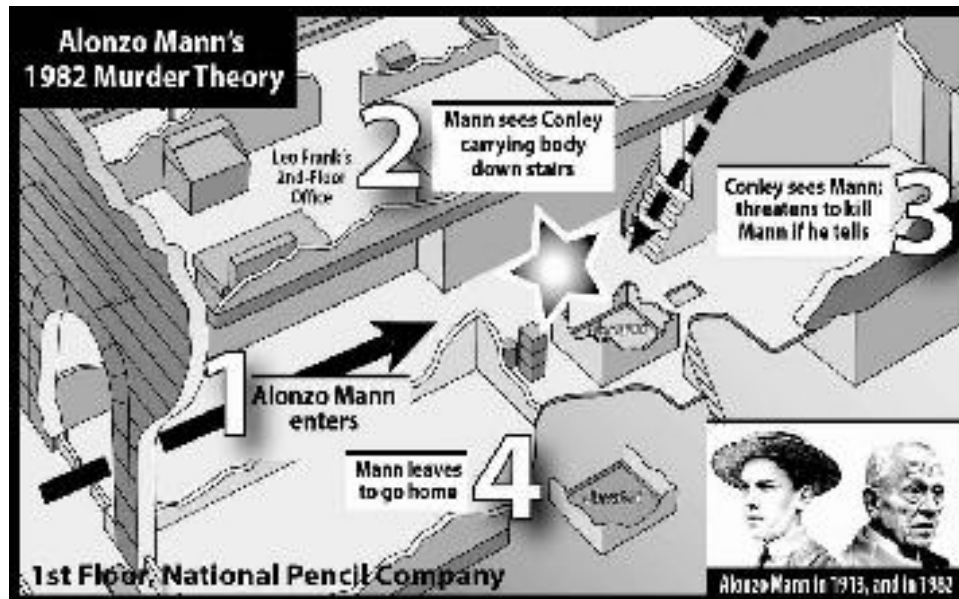 Alonzo Mann's
1982 Murder Theory
2
Mann sees Conley
carrying body
down stairs
Leo Frank's
2nd-Floor
Office
Conley sees Mann;
threatens to kill
Mann if he tells
3
1
Alonzo Mann
enters
Mann leaves
to go home
4
1st Floor, National Pencil Company
Alonzo Mann in 1913, and in 1982